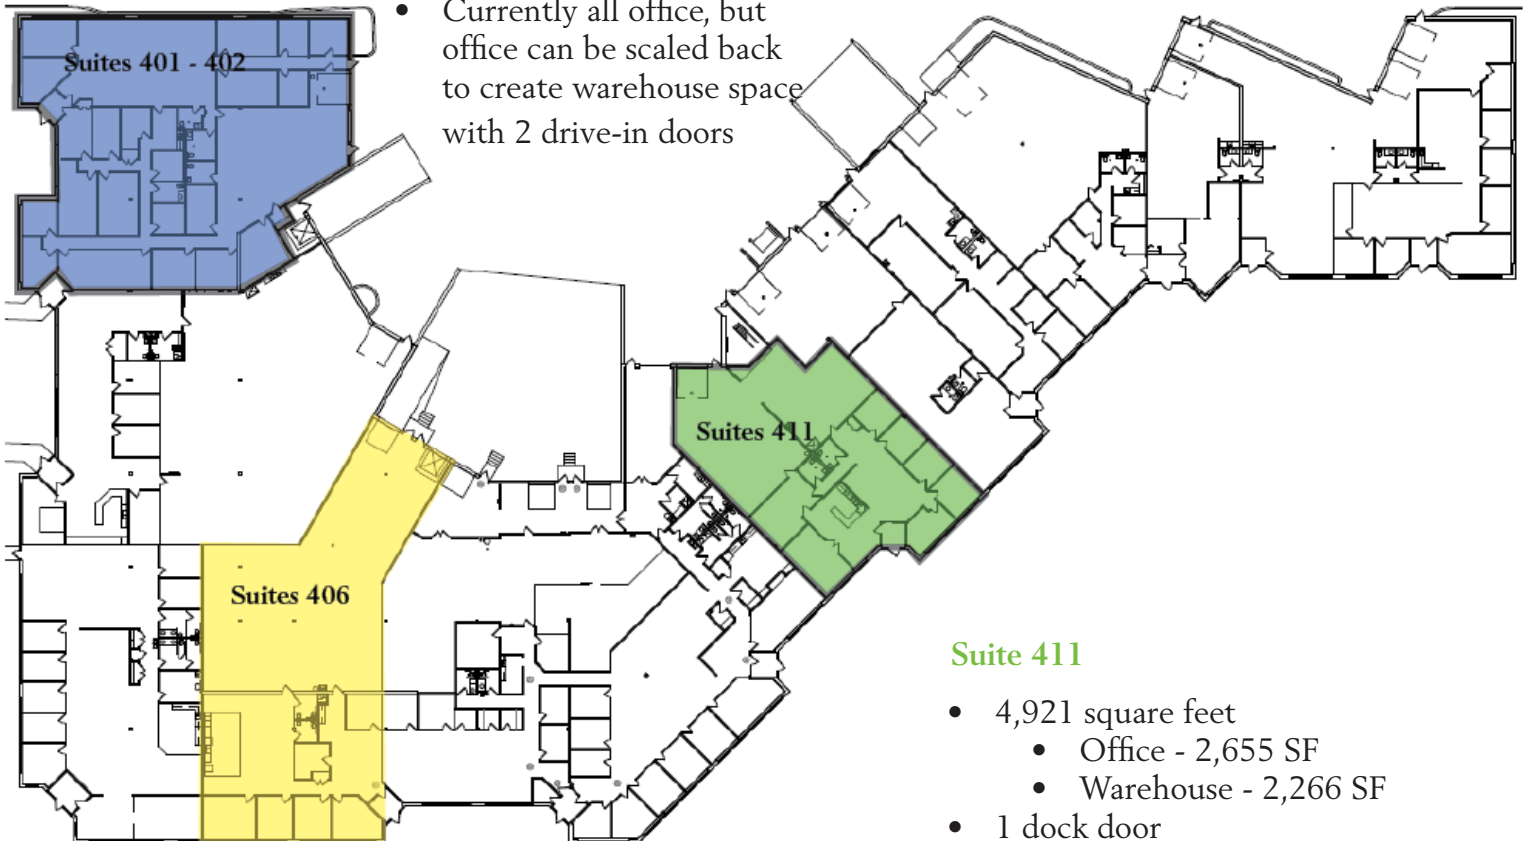 • Currently all office, but
office can be scaled back
to create warehouse space
with 2 drive-in doors
Suites 401 - 402
Suites 411
Suites 406
Suite 411
• 4,921 square feet
• Office - 2,655 SF
• Warehouse - 2,266 SF
• 1 dock door